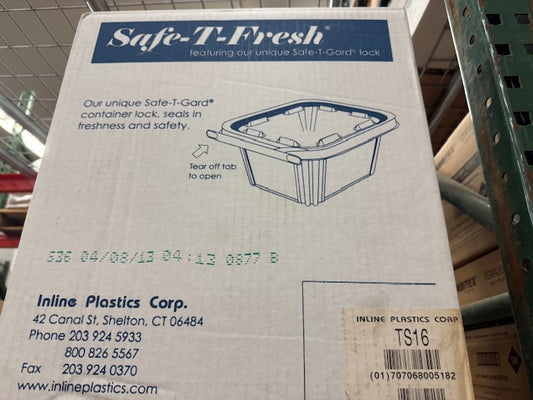 Safe-T-Fresh®
featuring our unique Safe-T-Gard® lock
Our unique Safe-T-Gard®
container lock, seals in
freshness and safety.
Tear off tab
to open
S36 04/08/13 04:13 0877 B
Inline Plastics Corp.
42 Canal St, Shelton, CT 06484
Phone 203 924 5933
800 826 5567
Fax 203 924 0370
www.inlineplastics.com
INLINE PLASTICS CORP
TS16
(01)707068005182